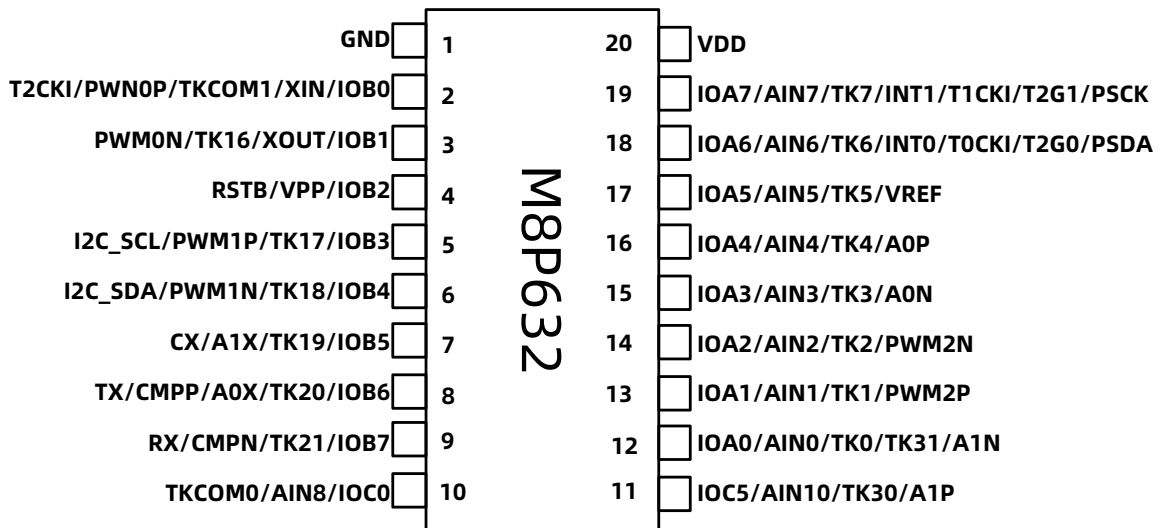 GND 1 20 VDD
T2CKI/PWN0P/TKCOM1/XIN/IOB0 2 19 IOA7/AIN7/TK7/INT1/T1CKI/T2G1/PSCK
PWM0N/TK16/XOUT/IOB1 3 18 IOA6/AIN6/TK6/INT0/T0CKI/T2G0/PSDA
RSTB/VPP/IOB2 4 17 IOA5/AIN5/TK5/VREF
I2C_SCL/PWM1P/TK17/IOB3 5 16 IOA4/AIN4/TK4/A0P
I2C_SDA/PWM1N/TK18/IOB4 6 15 IOA3/AIN3/TK3/A0N
CX/A1X/TK19/IOB5 7 14 IOA2/AIN2/TK2/PWM2N
TX/CMPP/A0X/TK20/IOB6 8 13 IOA1/AIN1/TK1/PWM2P
RX/CMPN/TK21/IOB7 9 12 IOA0/AIN0/TK0/TK31/A1N
TKCOM0/AIN8/IOC0 10 11 IOC5/AIN10/TK30/A1P
M8P632